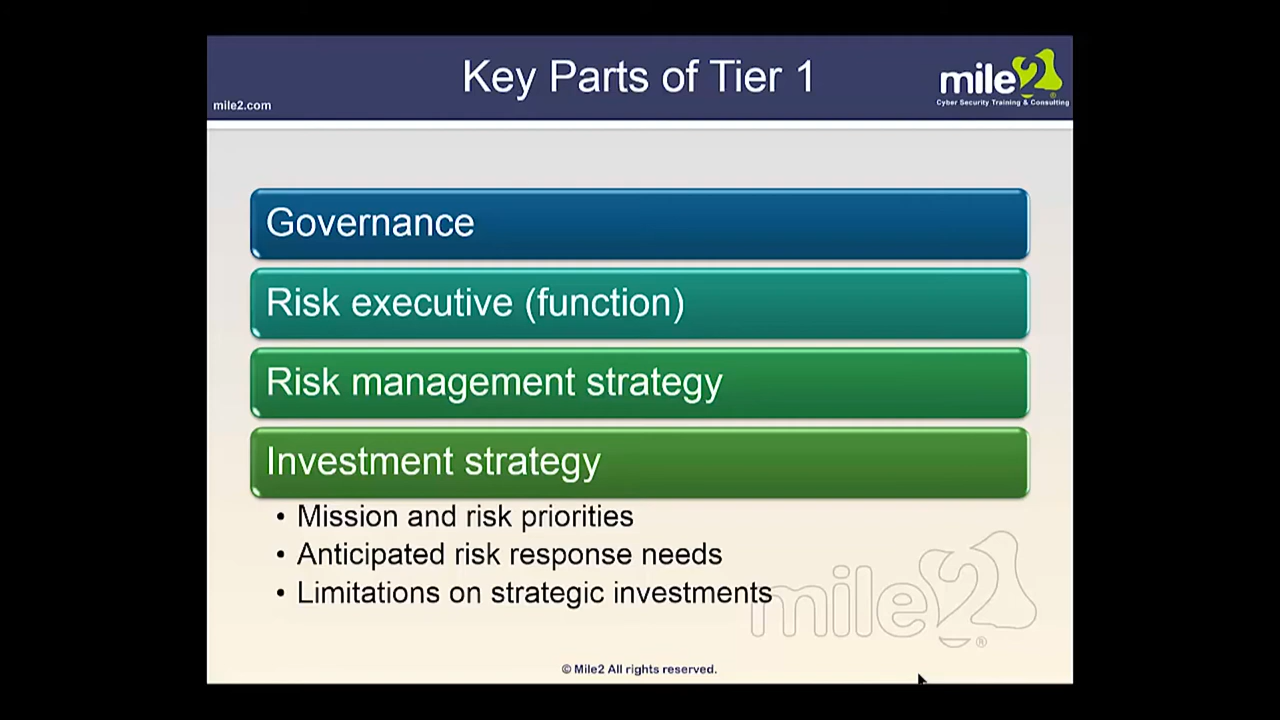 Key Parts of Tier 1
mile2.com
mile2
Cyber Security Training & Consulting
Governance
Risk executive (function)
Risk management strategy
Investment strategy
• Mission and risk priorities
• Anticipated risk response needs
• Limitations on strategic investments
mile2®
© Mile2 All rights reserved.